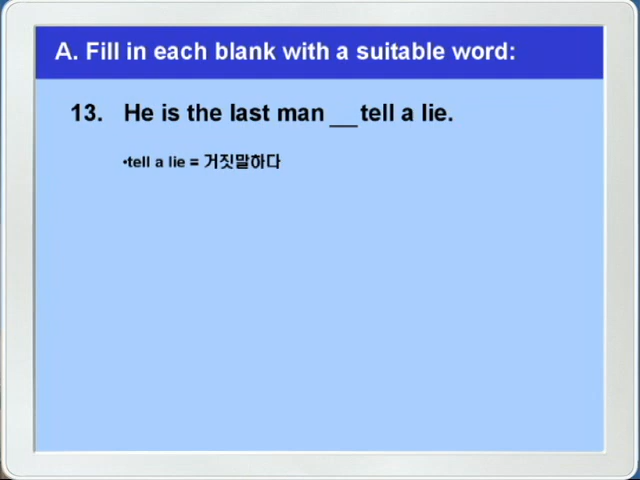 A. Fill in each blank with a suitable word:
13. He is the last man __ tell a lie.
•tell a lie = 거짓말하다